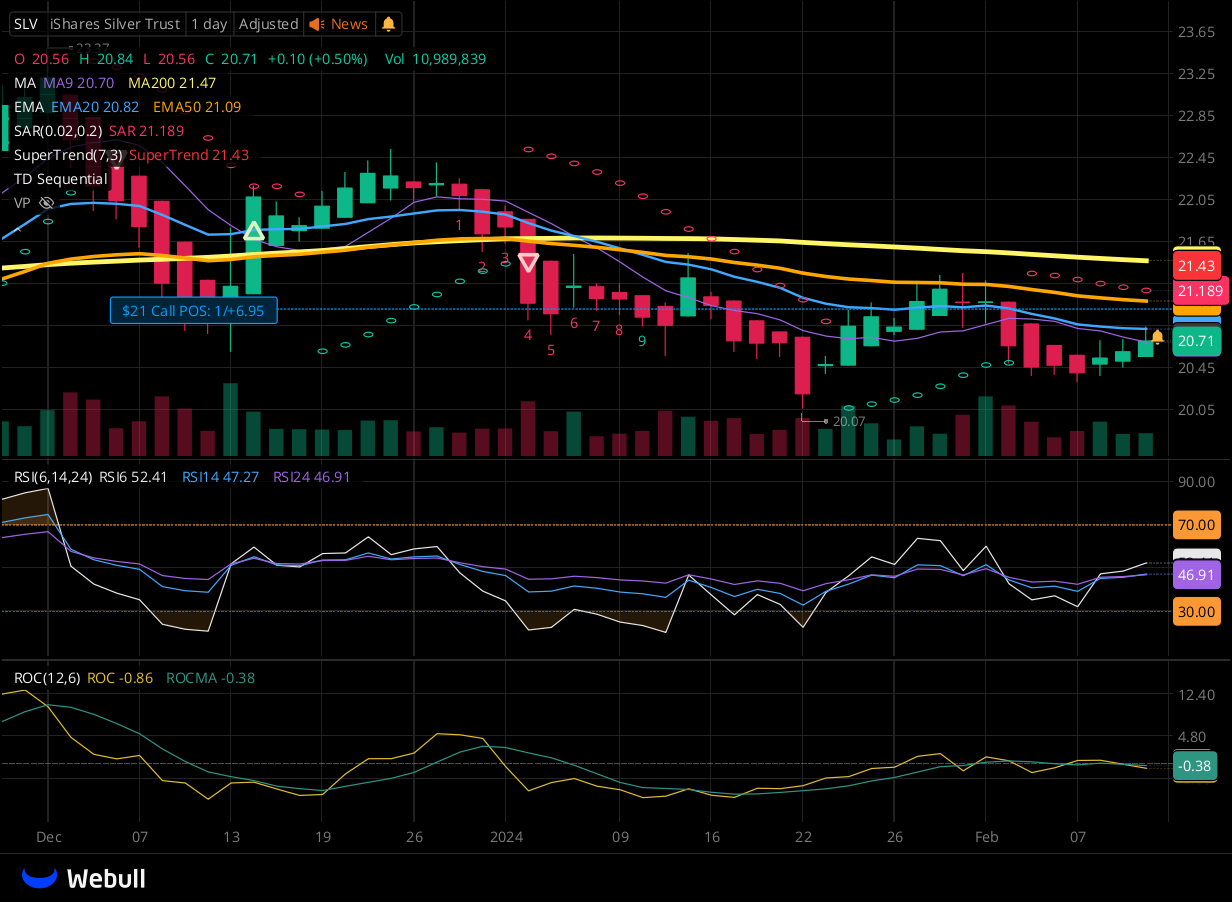 SLV iShares Silver Trust 1 day Adjusted News
O 20.56 H 20.84 L 20.56 C 20.71 +0.10 (+0.50%) Vol 10,989,839
MA MA9 20.70 MA200 21.47
EMA EMA20 20.82 EMA50 21.09
SAR(0.02,0.2) SAR 21.189
SuperTrend(7,3) SuperTrend 21.43
TD Sequential
VP
23.65
23.25
22.85
22.45
22.05
21.65
21.43
21.189
20.71
20.45
20.05
$21 Call POS: 1/+6.95
1
2
3
4
5
6
7
8
9
20.07
RSI(6,14,24) RSI6 52.41 RSI14 47.27 RSI24 46.91
90.00
70.00
46.91
30.00
ROC(12,6) ROC -0.86 ROCMA -0.38
12.40
4.80
-0.38
Dec 07 13 19 26 2024 09 16 22 26 Feb 07
Webull